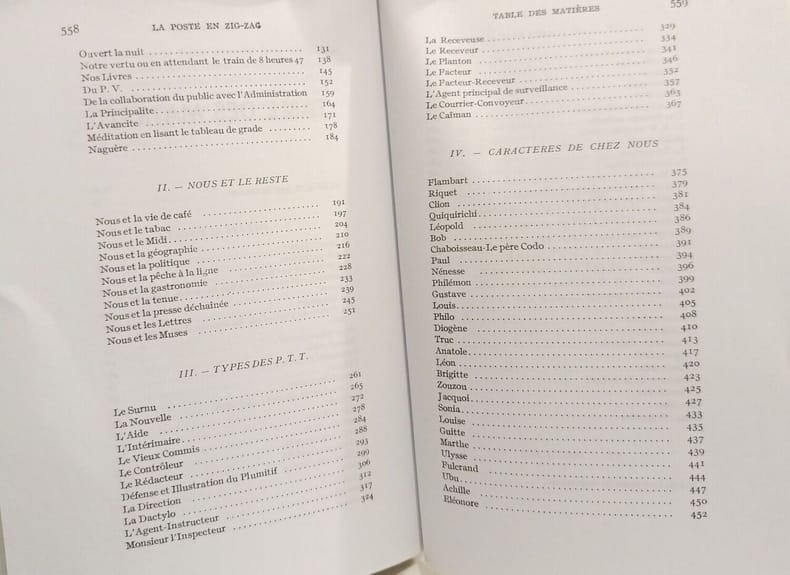 558 LA POSTE EN ZIG-ZAG
Ouvert la nuit 131
Notre vertu ou en attendant le train de 8 heures 47 138
Nos Livres 145
Du P. V. 152
De la collaboration du public avec l'Administration 159
La Principalite 164
L'Avancite 171
Méditation en lisant le tableau de grade 178
Naguère 184
II. — NOUS ET LE RESTE
Nous et la vie de café 191
Nous et le tabac 197
Nous et le Midi 204
Nous et la géographie 210
Nous et la politique 216
Nous et la pêche à la ligne 222
Nous et la gastronomie 228
Nous et la tenue 233
Nous et la presse déchainée 239
Nous et les Lettres 245
Nous et les Muses 251
III. — TYPES DES P. T. T.
Le Surnu 261
La Nouvelle 265
L'Aide 272
L'Intérimaire 278
Le Vieux Commis 284
Le Contrôleur 288
Le Rédacteur 293
Défense et Illustration du Plumitif 299
La Direction 306
La Dactylo 312
L'Agent-Instructeur 317
Monsieur l'Inspecteur 324
TABLE DES MATIÈRES 559
La Receveuse 329
Le Receveur 334
Le Planton 341
Le Facteur 346
Le Facteur-Receveur 352
L'Agent principal de surveillance 357
Le Courrier-Convoyeur 363
Le Caïman 367
IV. — CARACTERES DE CHEZ NOUS
Flambart 375
Riquet 379
Clion 381
Quiquirichi 384
Léopold 386
Bob 389
Chaboisseau-Le père Codo 391
Paul 394
Nénesse 396
Philémon 399
Gustave 402
Louis 405
Philo 408
Diogène 410
Truc 413
Anatole 417
Léon 420
Brigitte 423
Zouzou 425
Jacquoi 427
Sonia 433
Louise 435
Guitte 437
Marthe 439
Ulysse 441
Fulcrand 444
Ubu 447
Achille 450
Eléonore 452